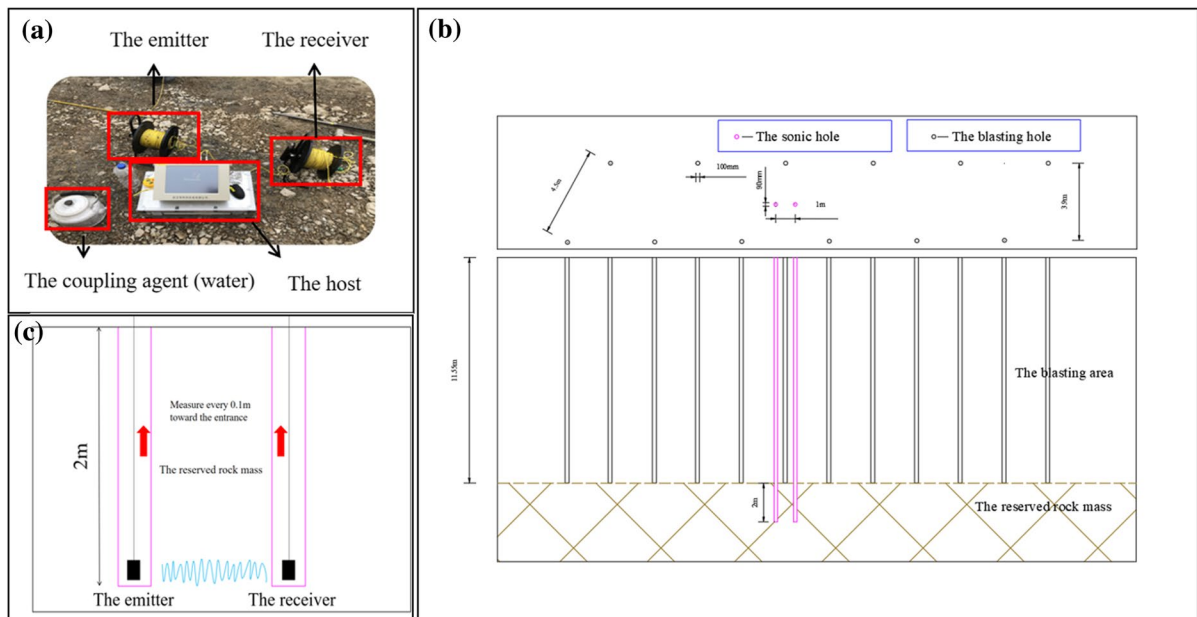 (a)
The emitter
The receiver
The coupling agent (water)
The host
(b)
The sonic hole
The blasting hole
4.5m
100mm
90mm
1m
3.9m
11.55m
The blasting area
2m
The reserved rock mass
(c)
2m
Measure every 0.1m
toward the entrance
The reserved rock mass
The emitter
The receiver